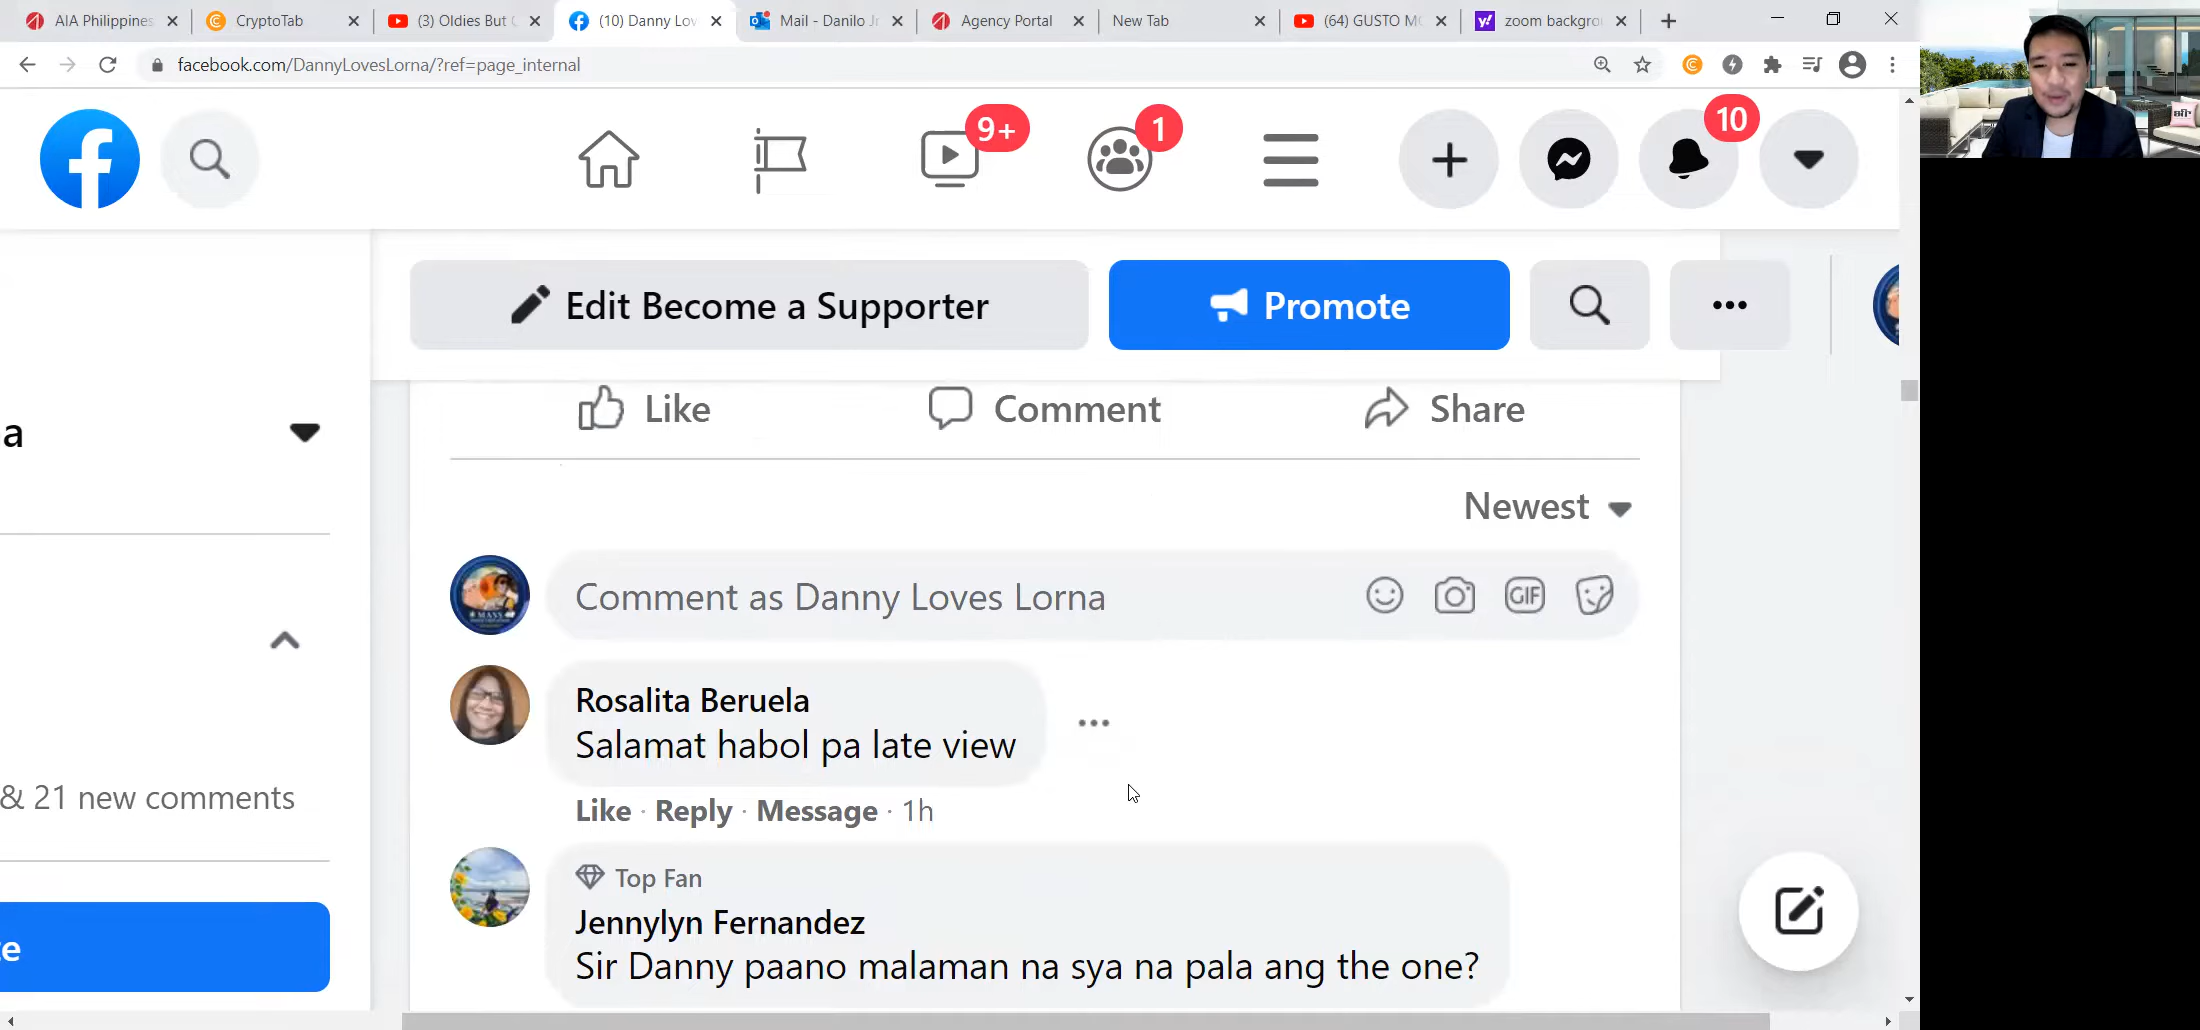 AIA Philippines
CryptoTab
(3) Oldies But
(10) Danny Lov
Mail - Danilo Jr
Agency Portal
New Tab
(64) GUSTO M
zoom backgro
facebook.com/DannyLovesLorna/?ref=page_internal
9+
1
10
Edit Become a Supporter
Promote
Like
Comment
Share
a
Newest
Comment as Danny Loves Lorna
GIF
Rosalita Beruela
Salamat habol pa late view
& 21 new comments
Like · Reply · Message · 1h
Top Fan
Jennylyn Fernandez
e
Sir Danny paano malaman na sya na pala ang the one?